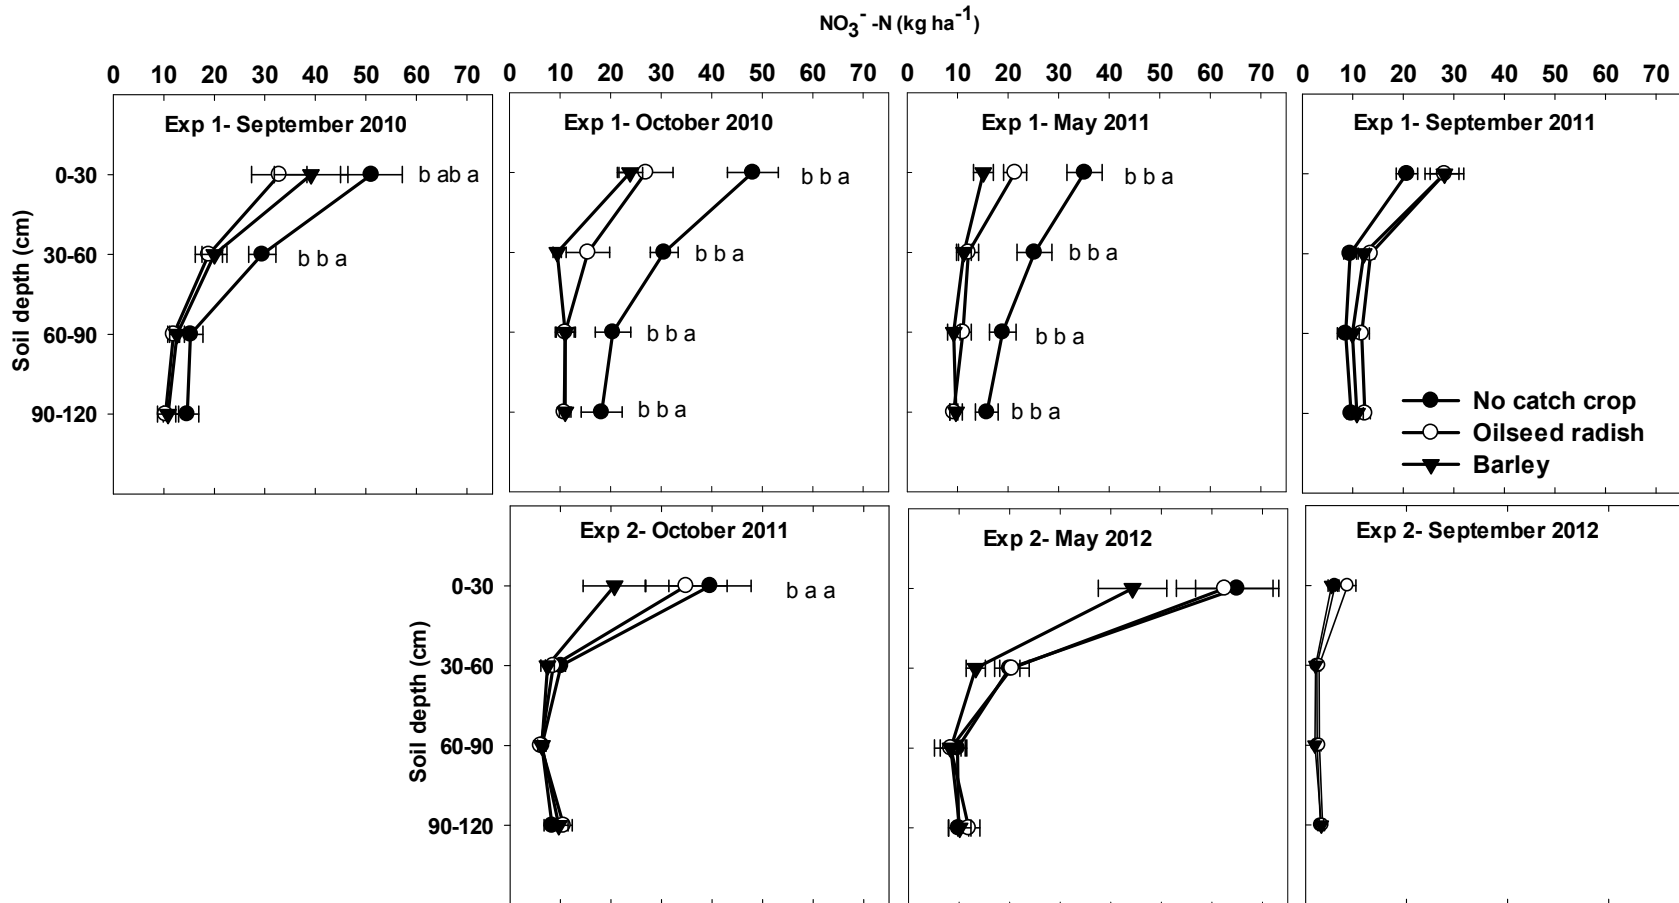 NO3- -N (kg ha-1)
0 10 20 30 40 50 60 70 0 10 20 30 40 50 60 70 0 10 20 30 40 50 60 70 0 10 20 30 40 50 60 70
Exp 1- September 2010 Exp 1- October 2010 Exp 1- May 2011 Exp 1- September 2011
0-30 b ab a b b a b b a
30-60 b b a b b a b b a
60-90 b b a b b a
90-120 b b a b b a
Soil depth (cm)
No catch crop
Oilseed radish
Barley
Exp 2- October 2011 Exp 2- May 2012 Exp 2- September 2012
0-30 b a a
30-60
60-90
90-120
Soil depth (cm)